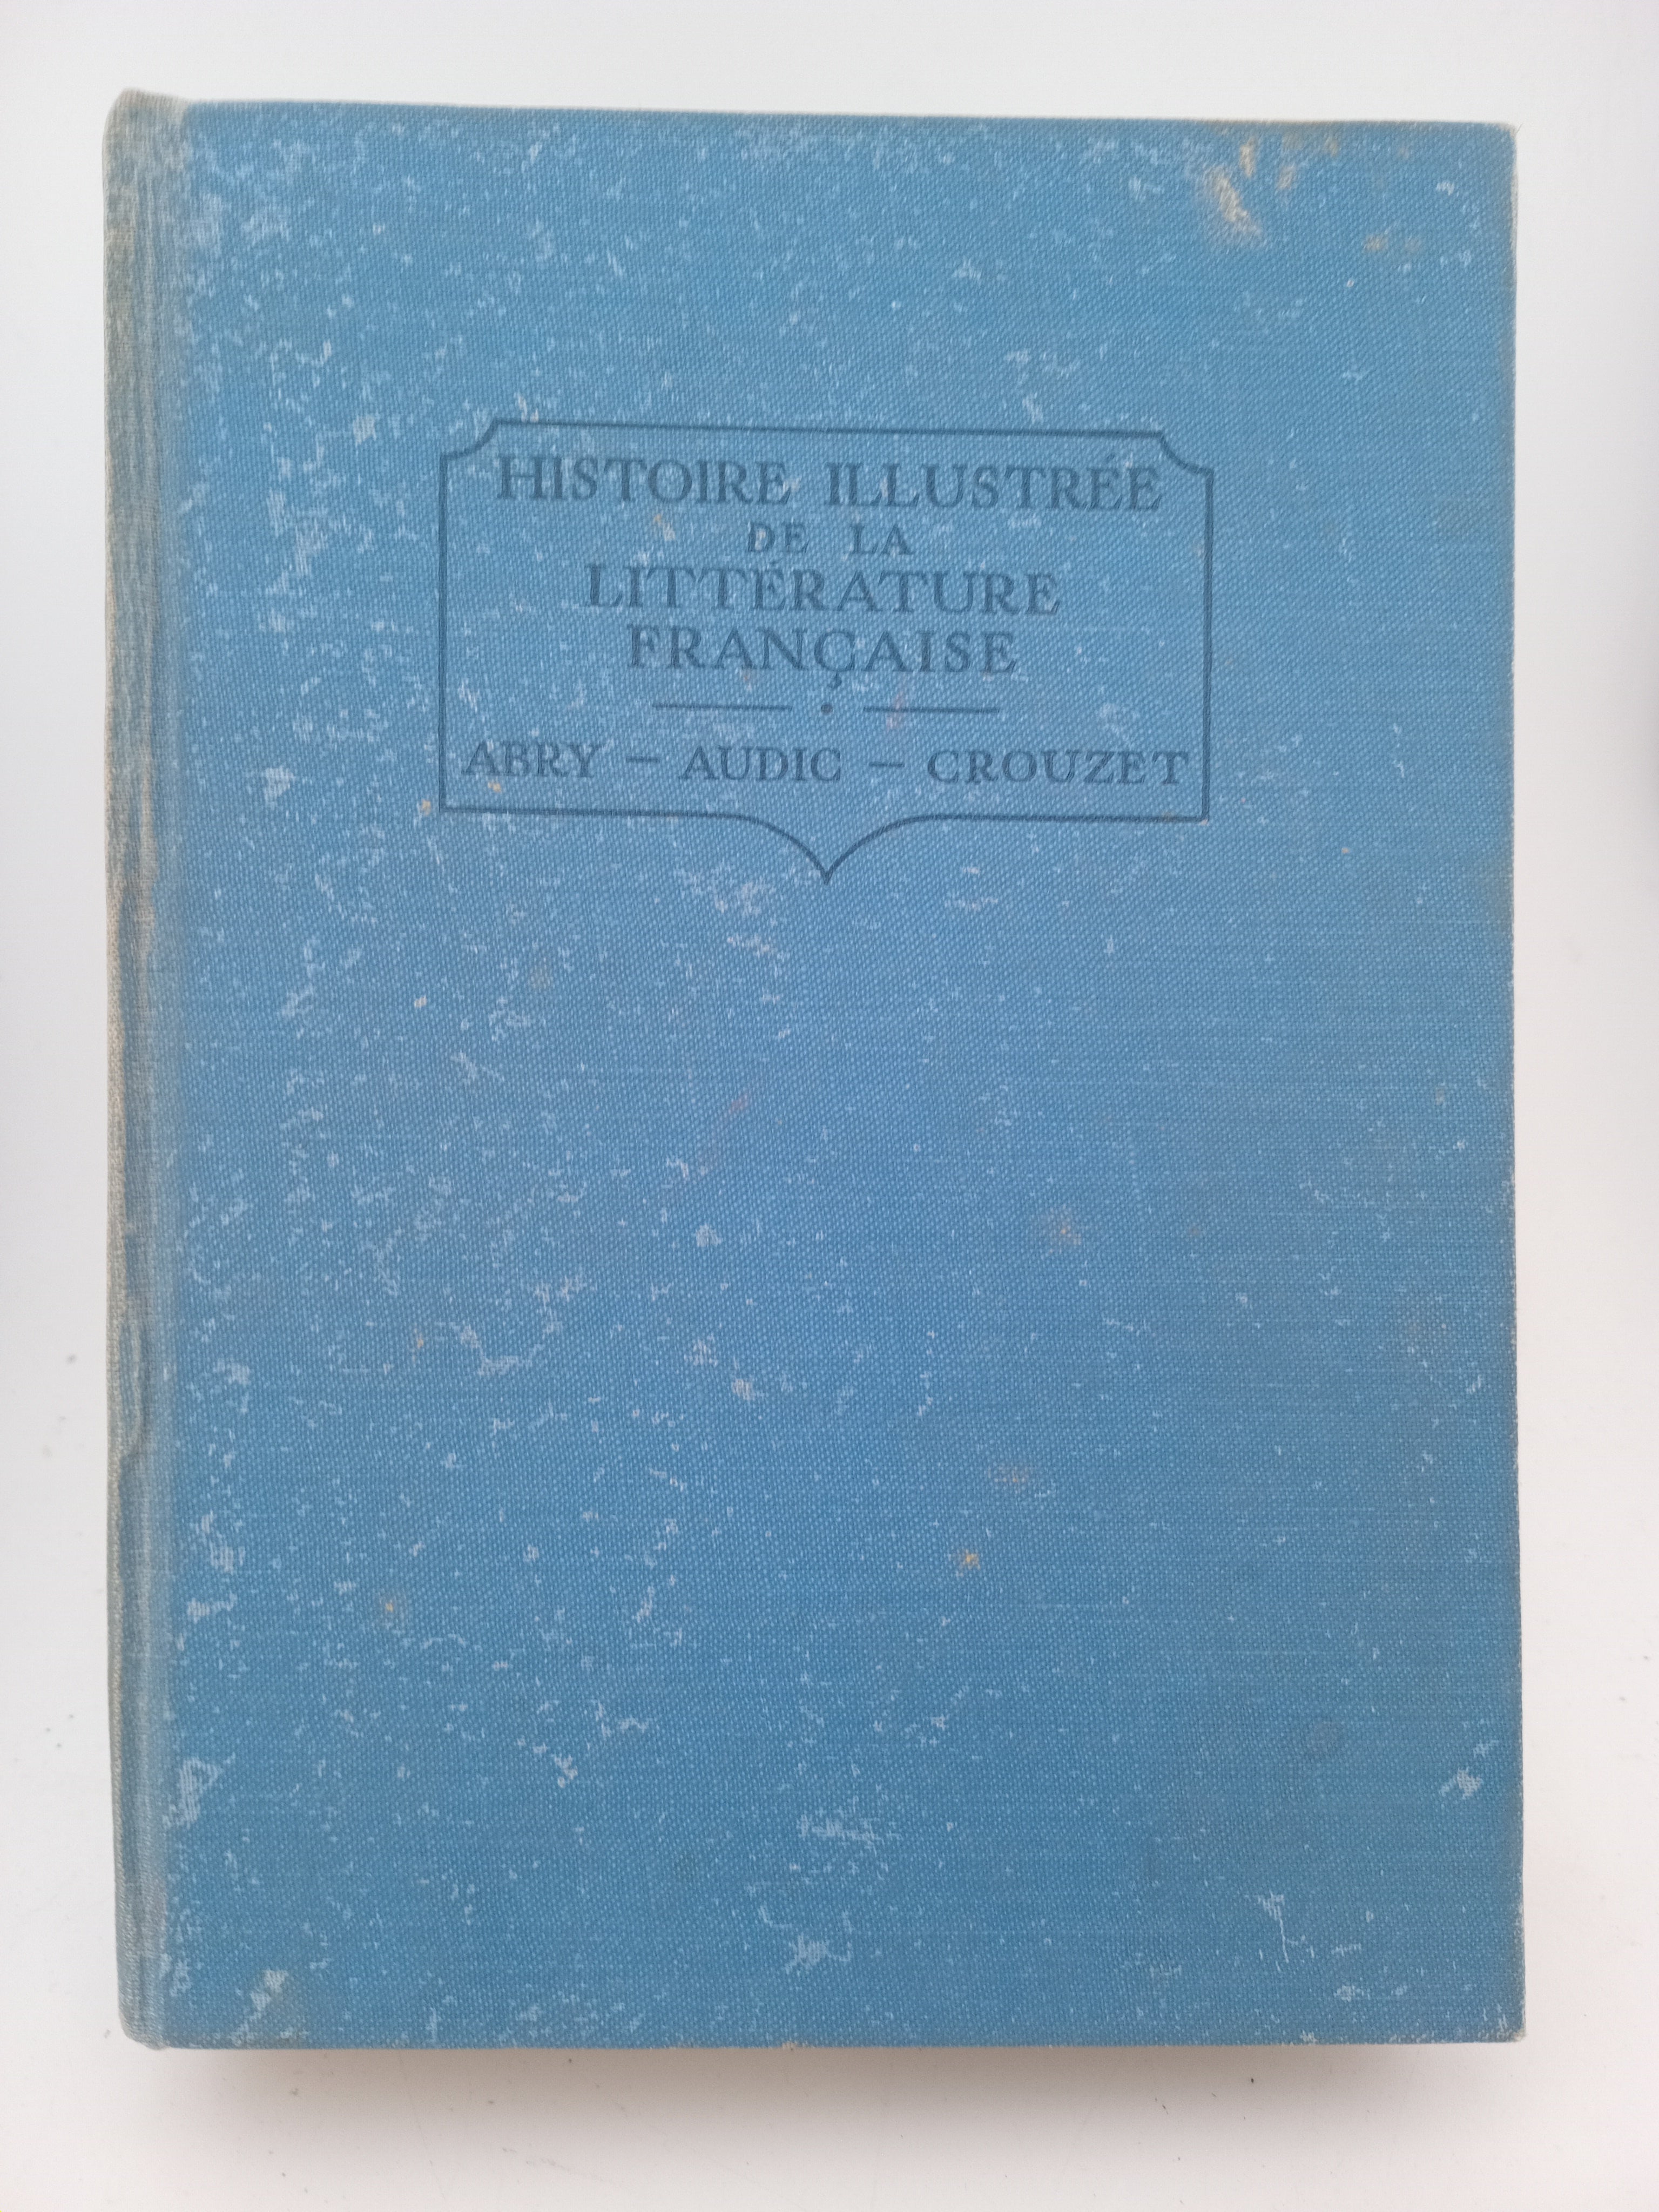 HISTOIRE ILLUSTRÉE
DE LA
LITTÉRATURE
FRANÇAISE
ABRY – AUDIC – CROUZET